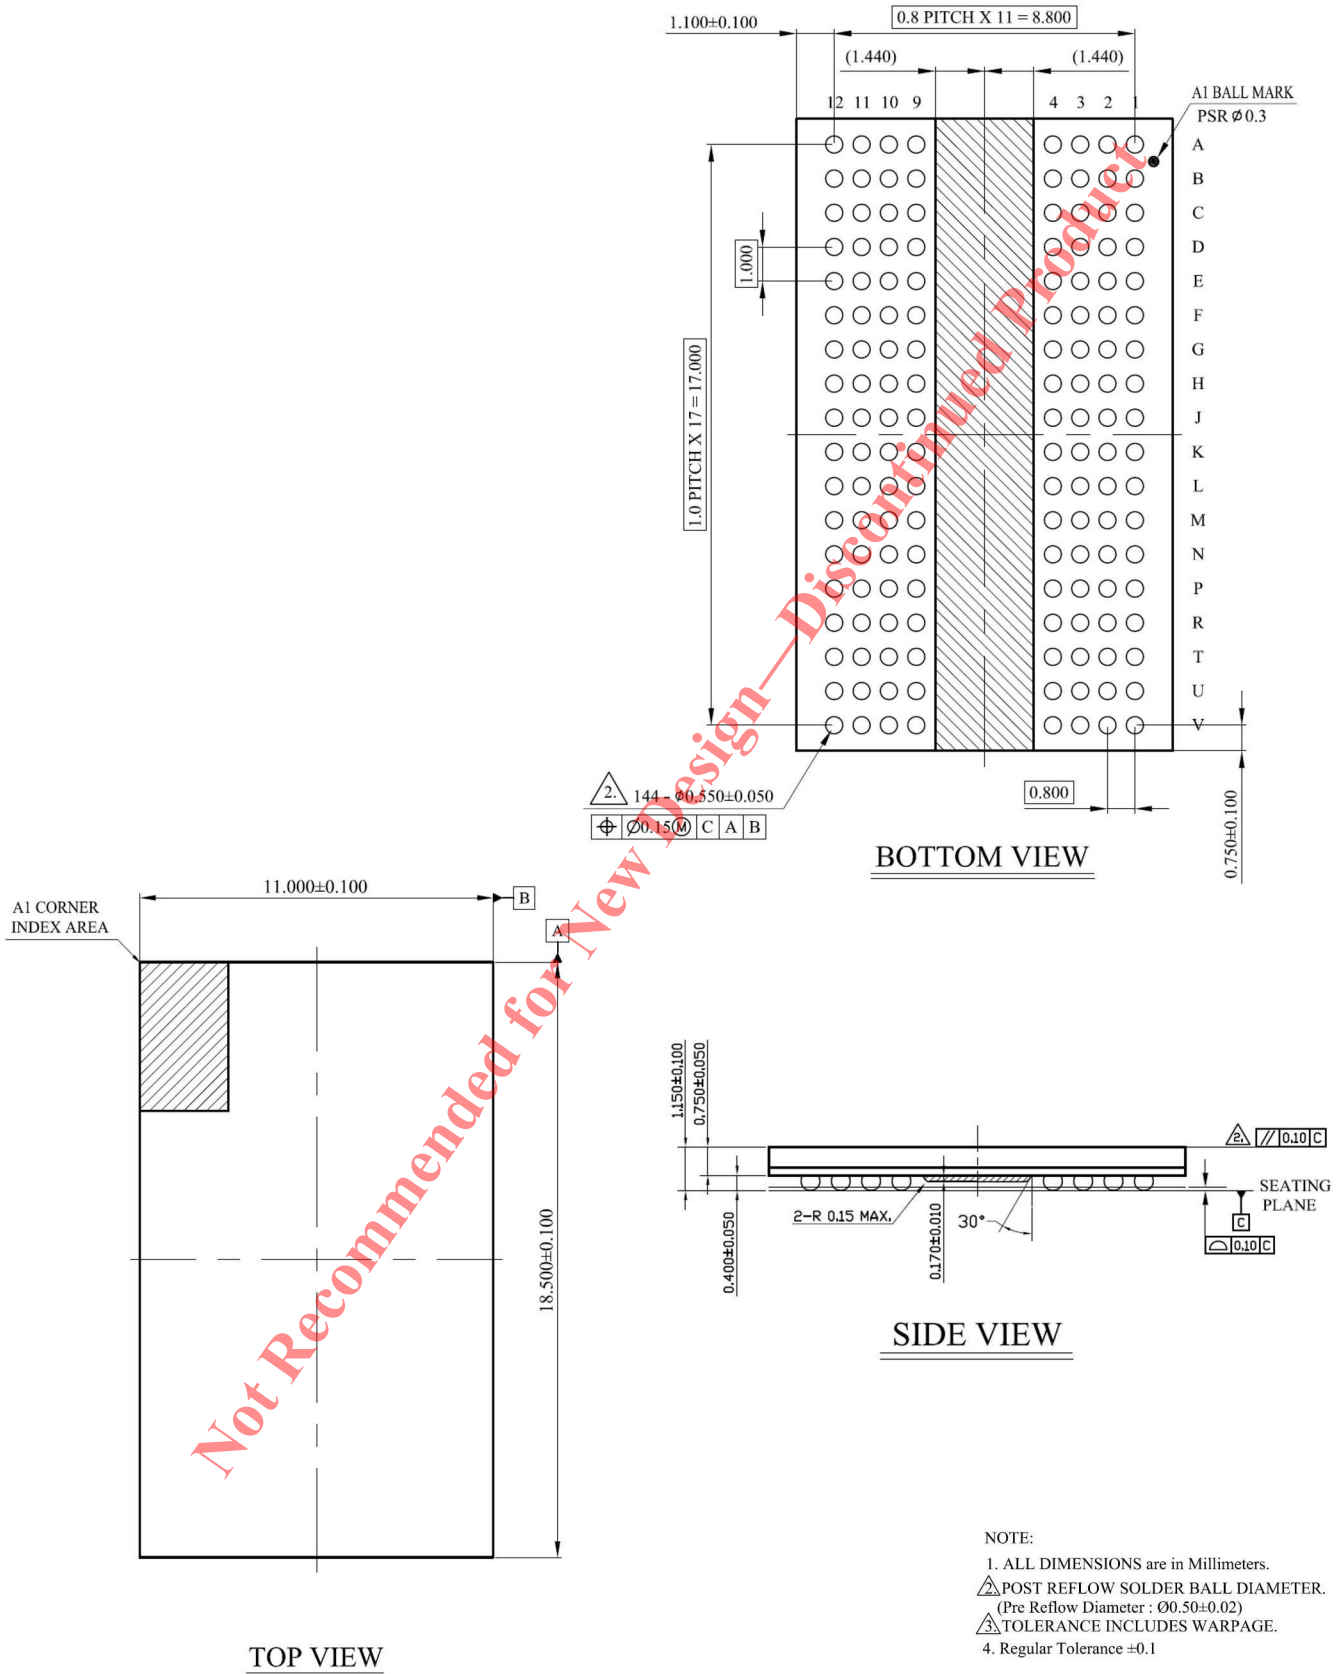 1.100±0.100
0.8 PITCH X 11 = 8.800
(1.440)
(1.440)
12 11 10 9
4 3 2 1
A1 BALL MARK
PSR Ø 0.3
A
B
C
D
E
F
G
H
J
K
L
M
N
P
R
T
U
V
1.000
1.0 PITCH X 17 = 17.000
2. 144 - Ø0.550±0.050
⌖ Ø0.15Ⓜ C A B
0.800
0.750±0.100
BOTTOM VIEW
11.000±0.100
B
A1 CORNER
INDEX AREA
A
18.500±0.100
TOP VIEW
1.150±0.100
0.750±0.050
2. // 0.10 C
SEATING
PLANE
C
⌓ 0.10 C
2-R 0.15 MAX.
30°
0.400±0.050
0.170±0.010
SIDE VIEW
NOTE:
1. ALL DIMENSIONS are in Millimeters.
2. POST REFLOW SOLDER BALL DIAMETER.
(Pre Reflow Diameter : Ø0.50±0.02)
3. TOLERANCE INCLUDES WARPAGE.
4. Regular Tolerance ±0.1
Not Recommended for New Design—Discontinued Product